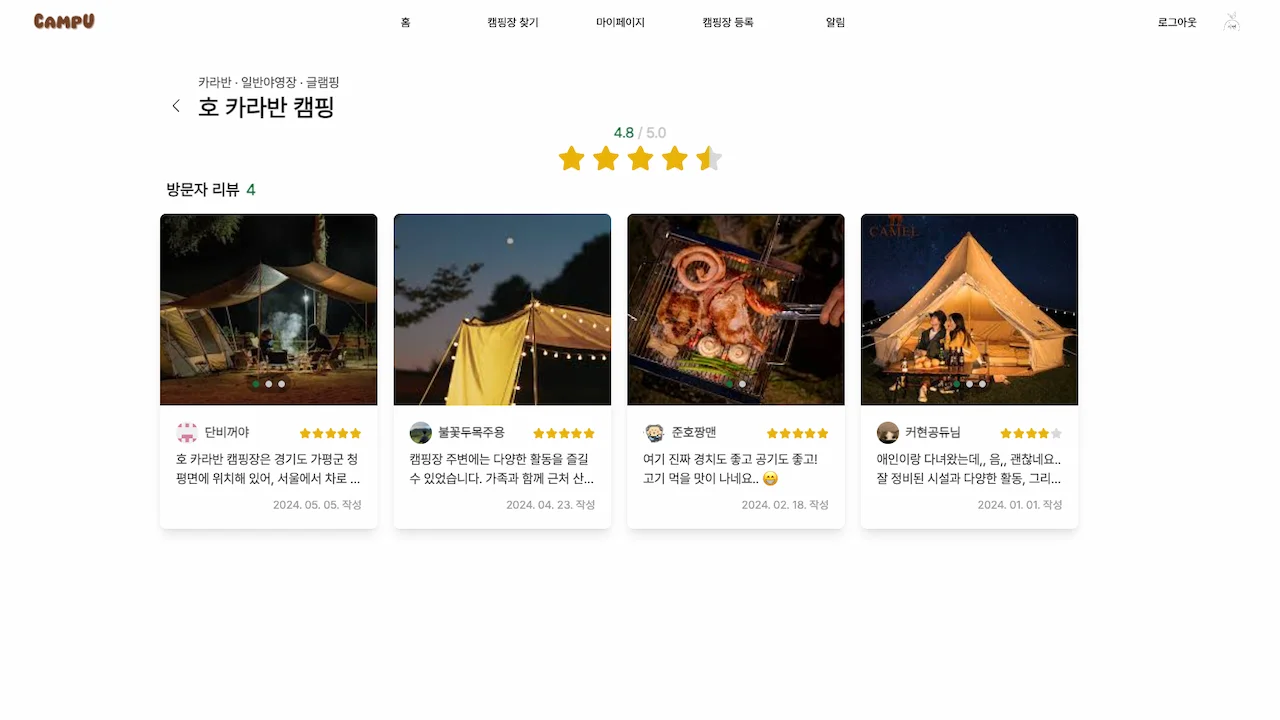 CAMPU
홈
캠핑장 찾기
마이페이지
캠핑장 등록
알림
로그아웃
카라반 · 일반야영장 · 글램핑
호 카라반 캠핑
4.8 / 5.0
방문자 리뷰 4
CAMEL
단비꺼야
호 카라반 캠핑장은 경기도 가평군 청
평면에 위치해 있어, 서울에서 차로 ...
2024. 05. 05. 작성
불꽃두목주용
캠핑장 주변에는 다양한 활동을 즐길
수 있었습니다. 가족과 함께 근처 산...
2024. 04. 23. 작성
준호짱맨
여기 진짜 경치도 좋고 공기도 좋고!
고기 먹을 맛이 나네요.. 😁
2024. 02. 18. 작성
커현공듀님
애인이랑 다녀왔는데,, 음,, 괜찮네요..
잘 정비된 시설과 다양한 활동, 그리...
2024. 01. 01. 작성